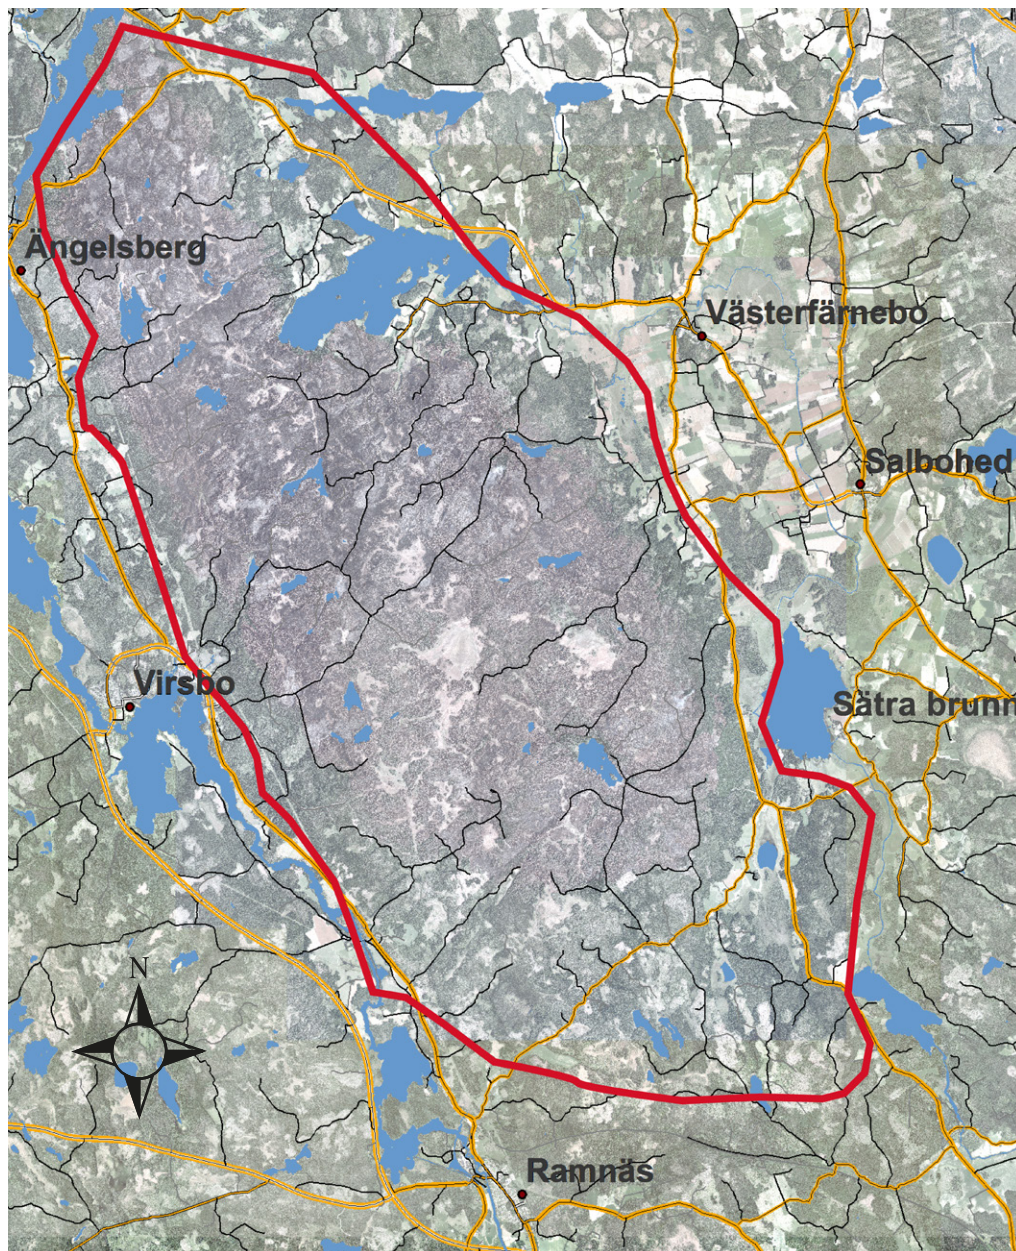 Ängelsberg
Västerfärnebo
Salbohed
Virsbo
Sätra brunn
N
Ramnäs